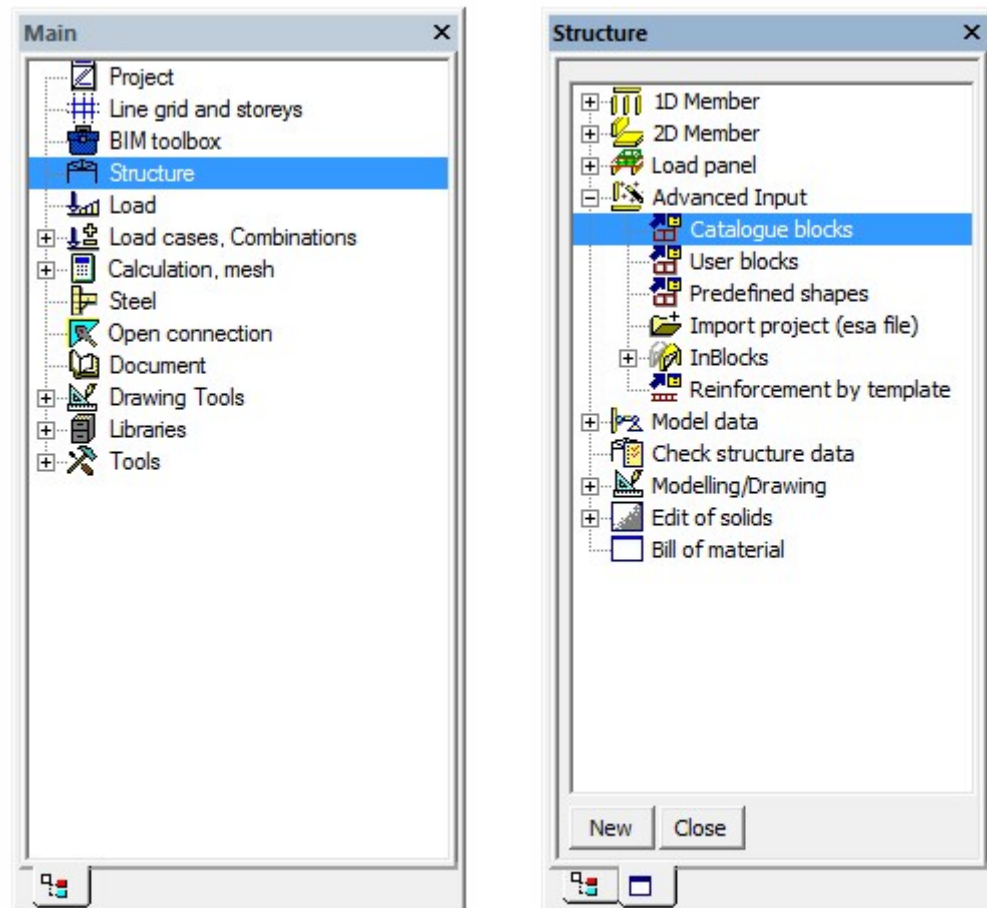 Main
Project
Line grid and storeys
BIM toolbox
Structure
Load
Load cases, Combinations
Calculation, mesh
Steel
Open connection
Document
Drawing Tools
Libraries
Tools
Structure
1D Member
2D Member
Load panel
Advanced Input
Catalogue blocks
User blocks
Predefined shapes
Import project (esa file)
InBlocks
Reinforcement by template
Model data
Check structure data
Modelling/Drawing
Edit of solids
Bill of material
New Close